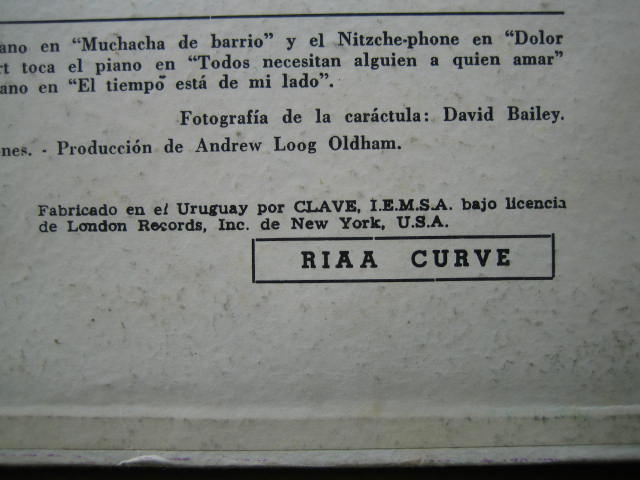 ano en “Muchacha de barrio” y el Nitzche-phone en “Dolor
rt toca el piano en “Todos necesitan alguien a quien amar”
ano en “El tiempo está de mi lado”.
Fotografía de la caráctula: David Bailey.
nes. - Producción de Andrew Loog Oldham.
Fabricado en el Uruguay por CLAVE, I.E.M.S.A. bajo licencia
de London Records, Inc. de New York, U.S.A.
RIAA CURVE